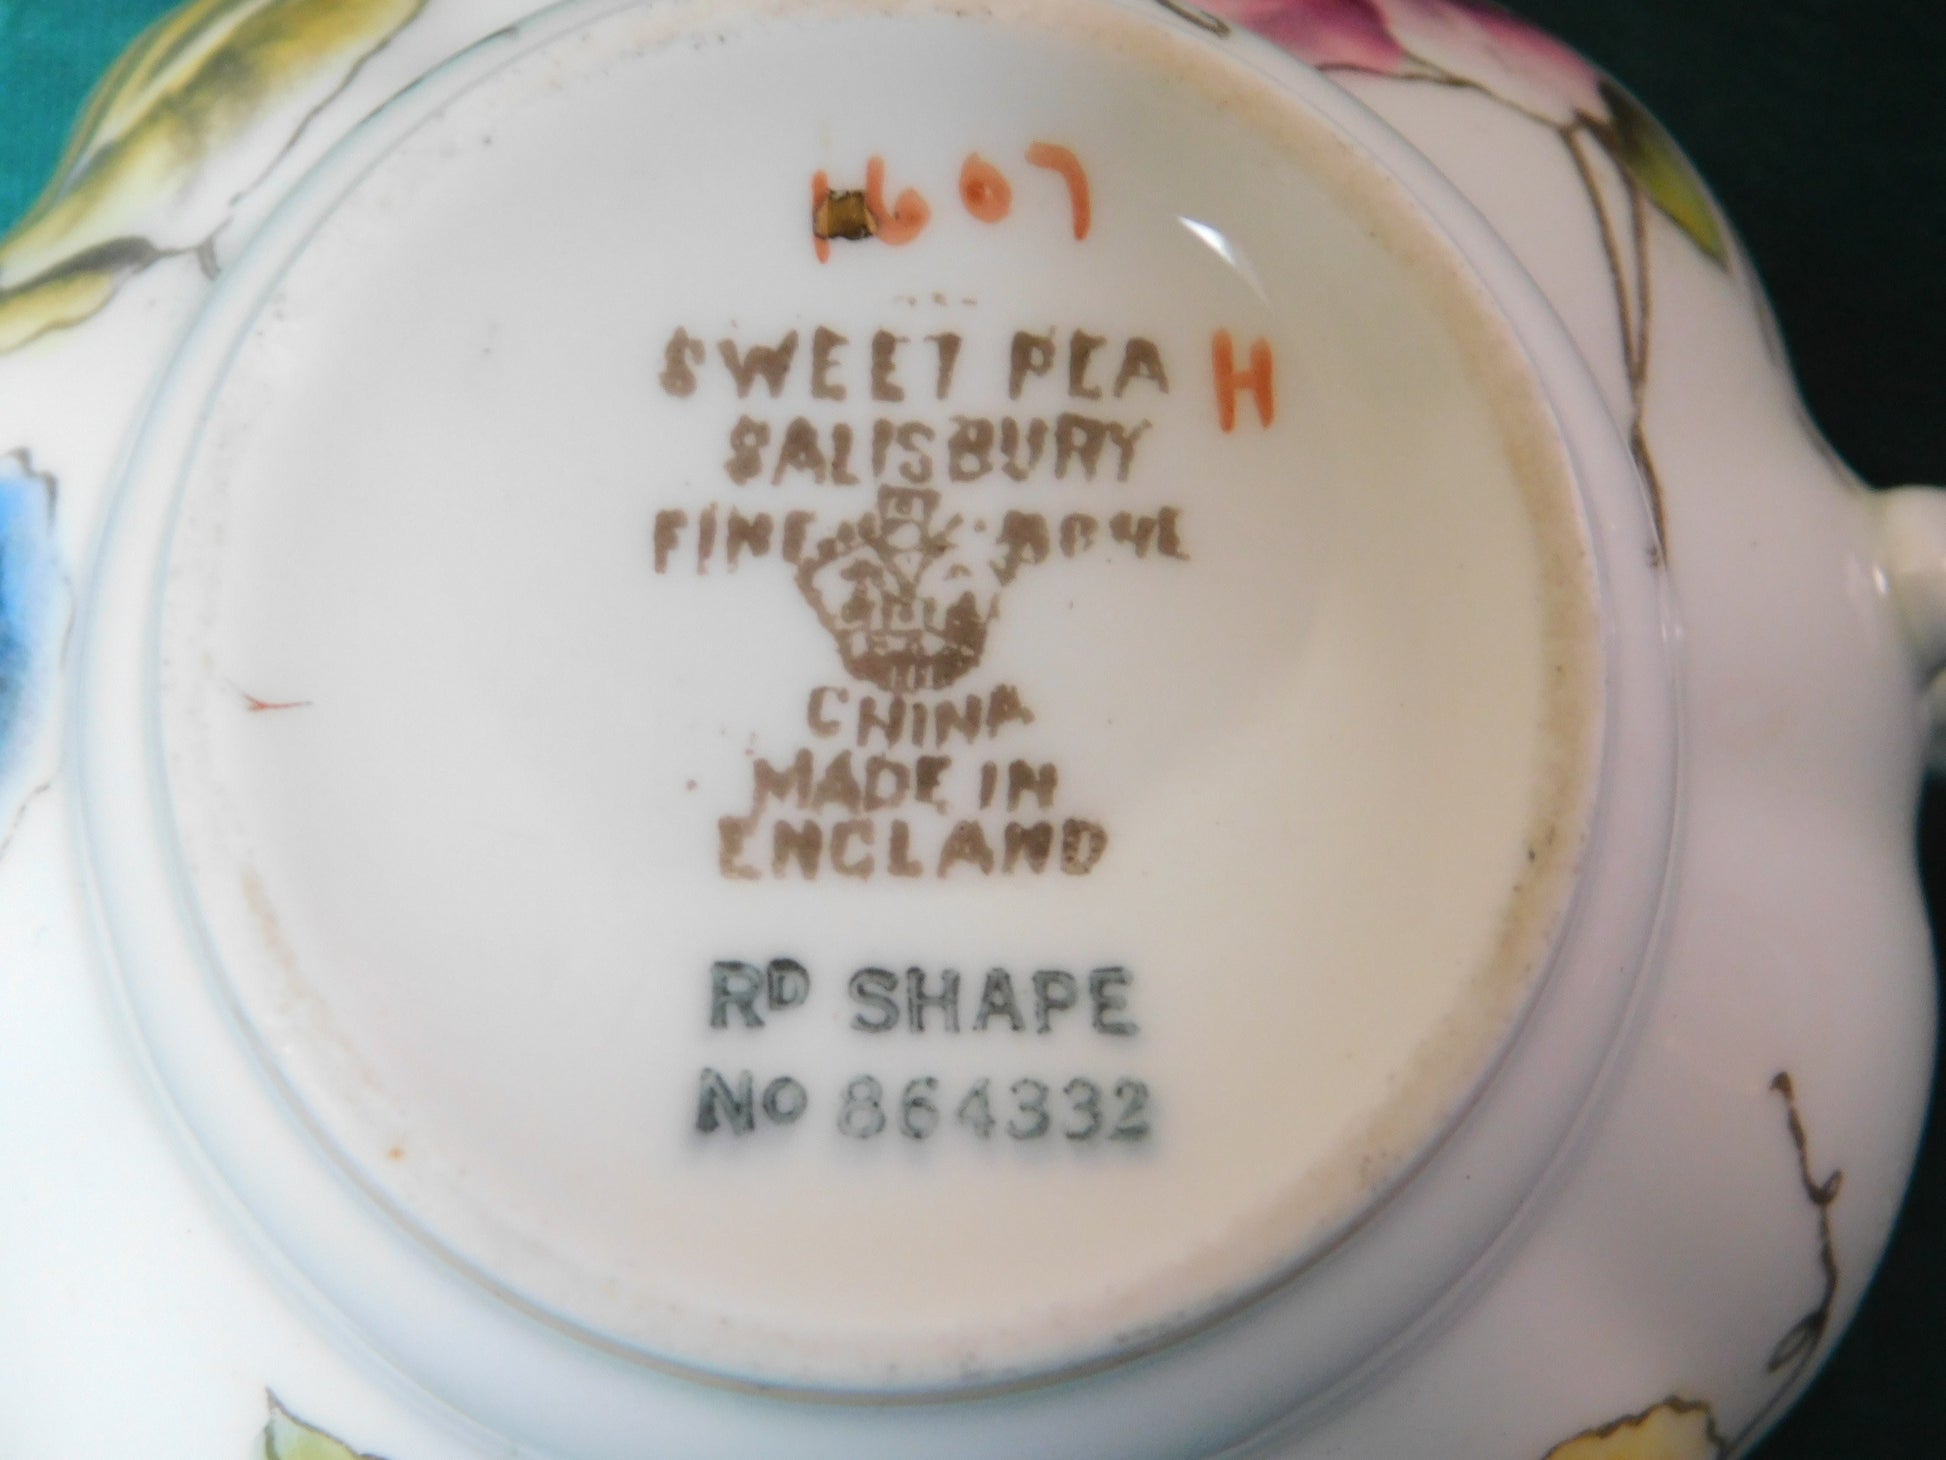 1607
SWEET PEA H
SALISBURY
FINE BONE
CHINA
MADE IN
ENGLAND
RD SHAPE
No 864332